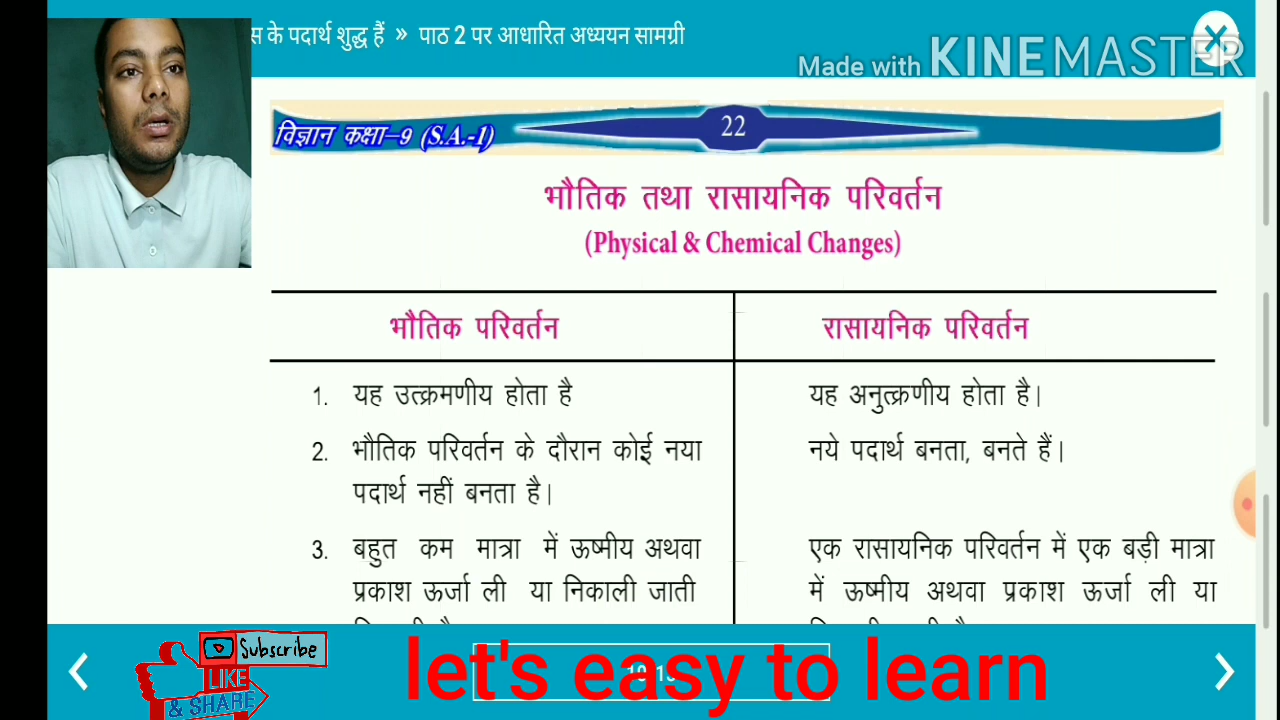 स के पदार्थ शुद्ध हैं » पाठ 2 पर आधारित अध्ययन सामग्री
Made with KINEMASTER
विज्ञान कक्षा–9 (S.A.-1)
22
भौतिक तथा रासायनिक परिवर्तन
(Physical & Chemical Changes)
भौतिक परिवर्तन
रासायनिक परिवर्तन
1. यह उत्क्रमणीय होता है
यह अनुत्क्रणीय होता है।
2. भौतिक परिवर्तन के दौरान कोई नया
पदार्थ नहीं बनता है।
नये पदार्थ बनता, बनते हैं।
3. बहुत कम मात्रा में ऊष्मीय अथवा
प्रकाश ऊर्जा ली या निकाली जाती
एक रासायनिक परिवर्तन में एक बड़ी मात्रा
में ऊष्मीय अथवा प्रकाश ऊर्जा ली या
Subscribe
LIKE
& SHARE
let's easy to learn